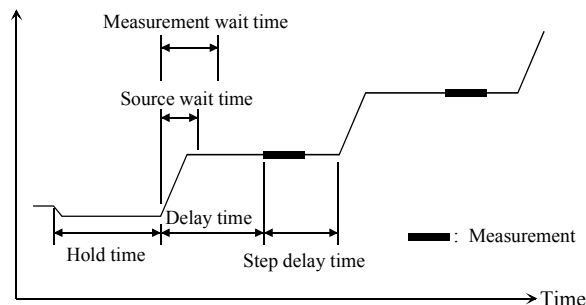 Measurement wait time
Source wait time
Delay time
Hold time
Step delay time
: Measurement
Time